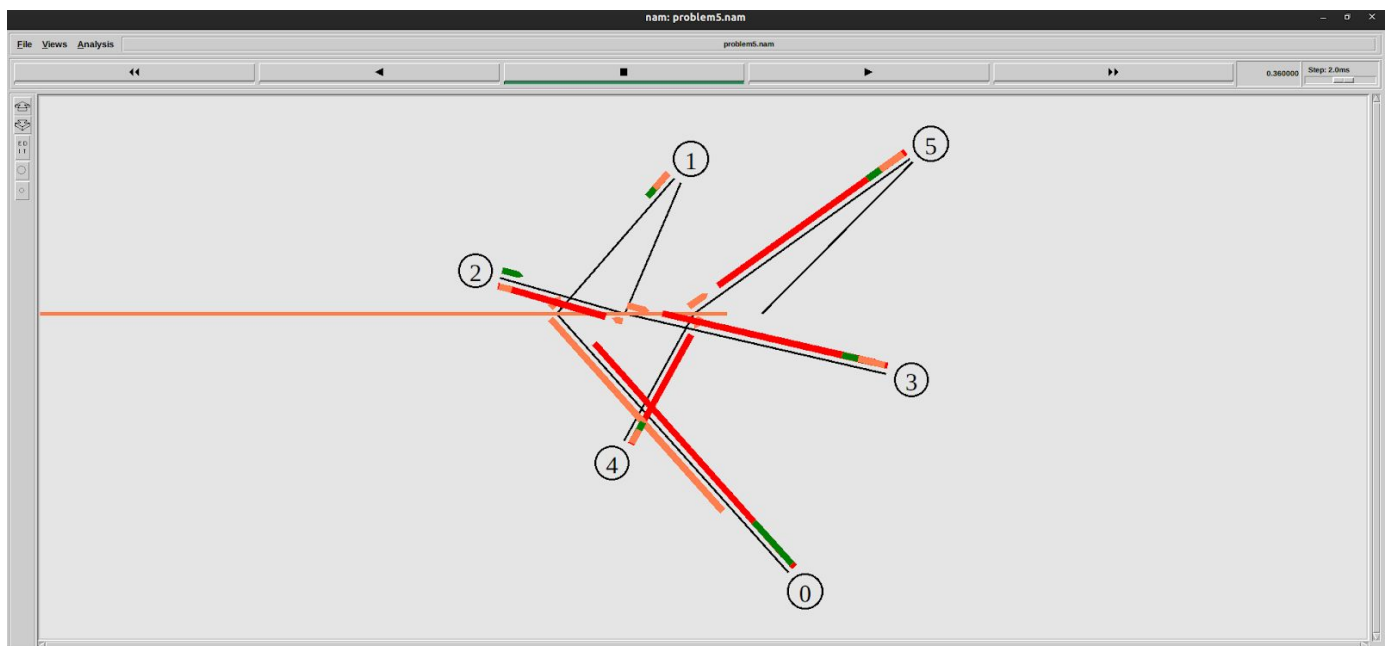 nam: problem5.nam
File Views Analysis problem5.nam
0.360000 Step: 2.0ms
E D
I T
1
5
2
3
4
0